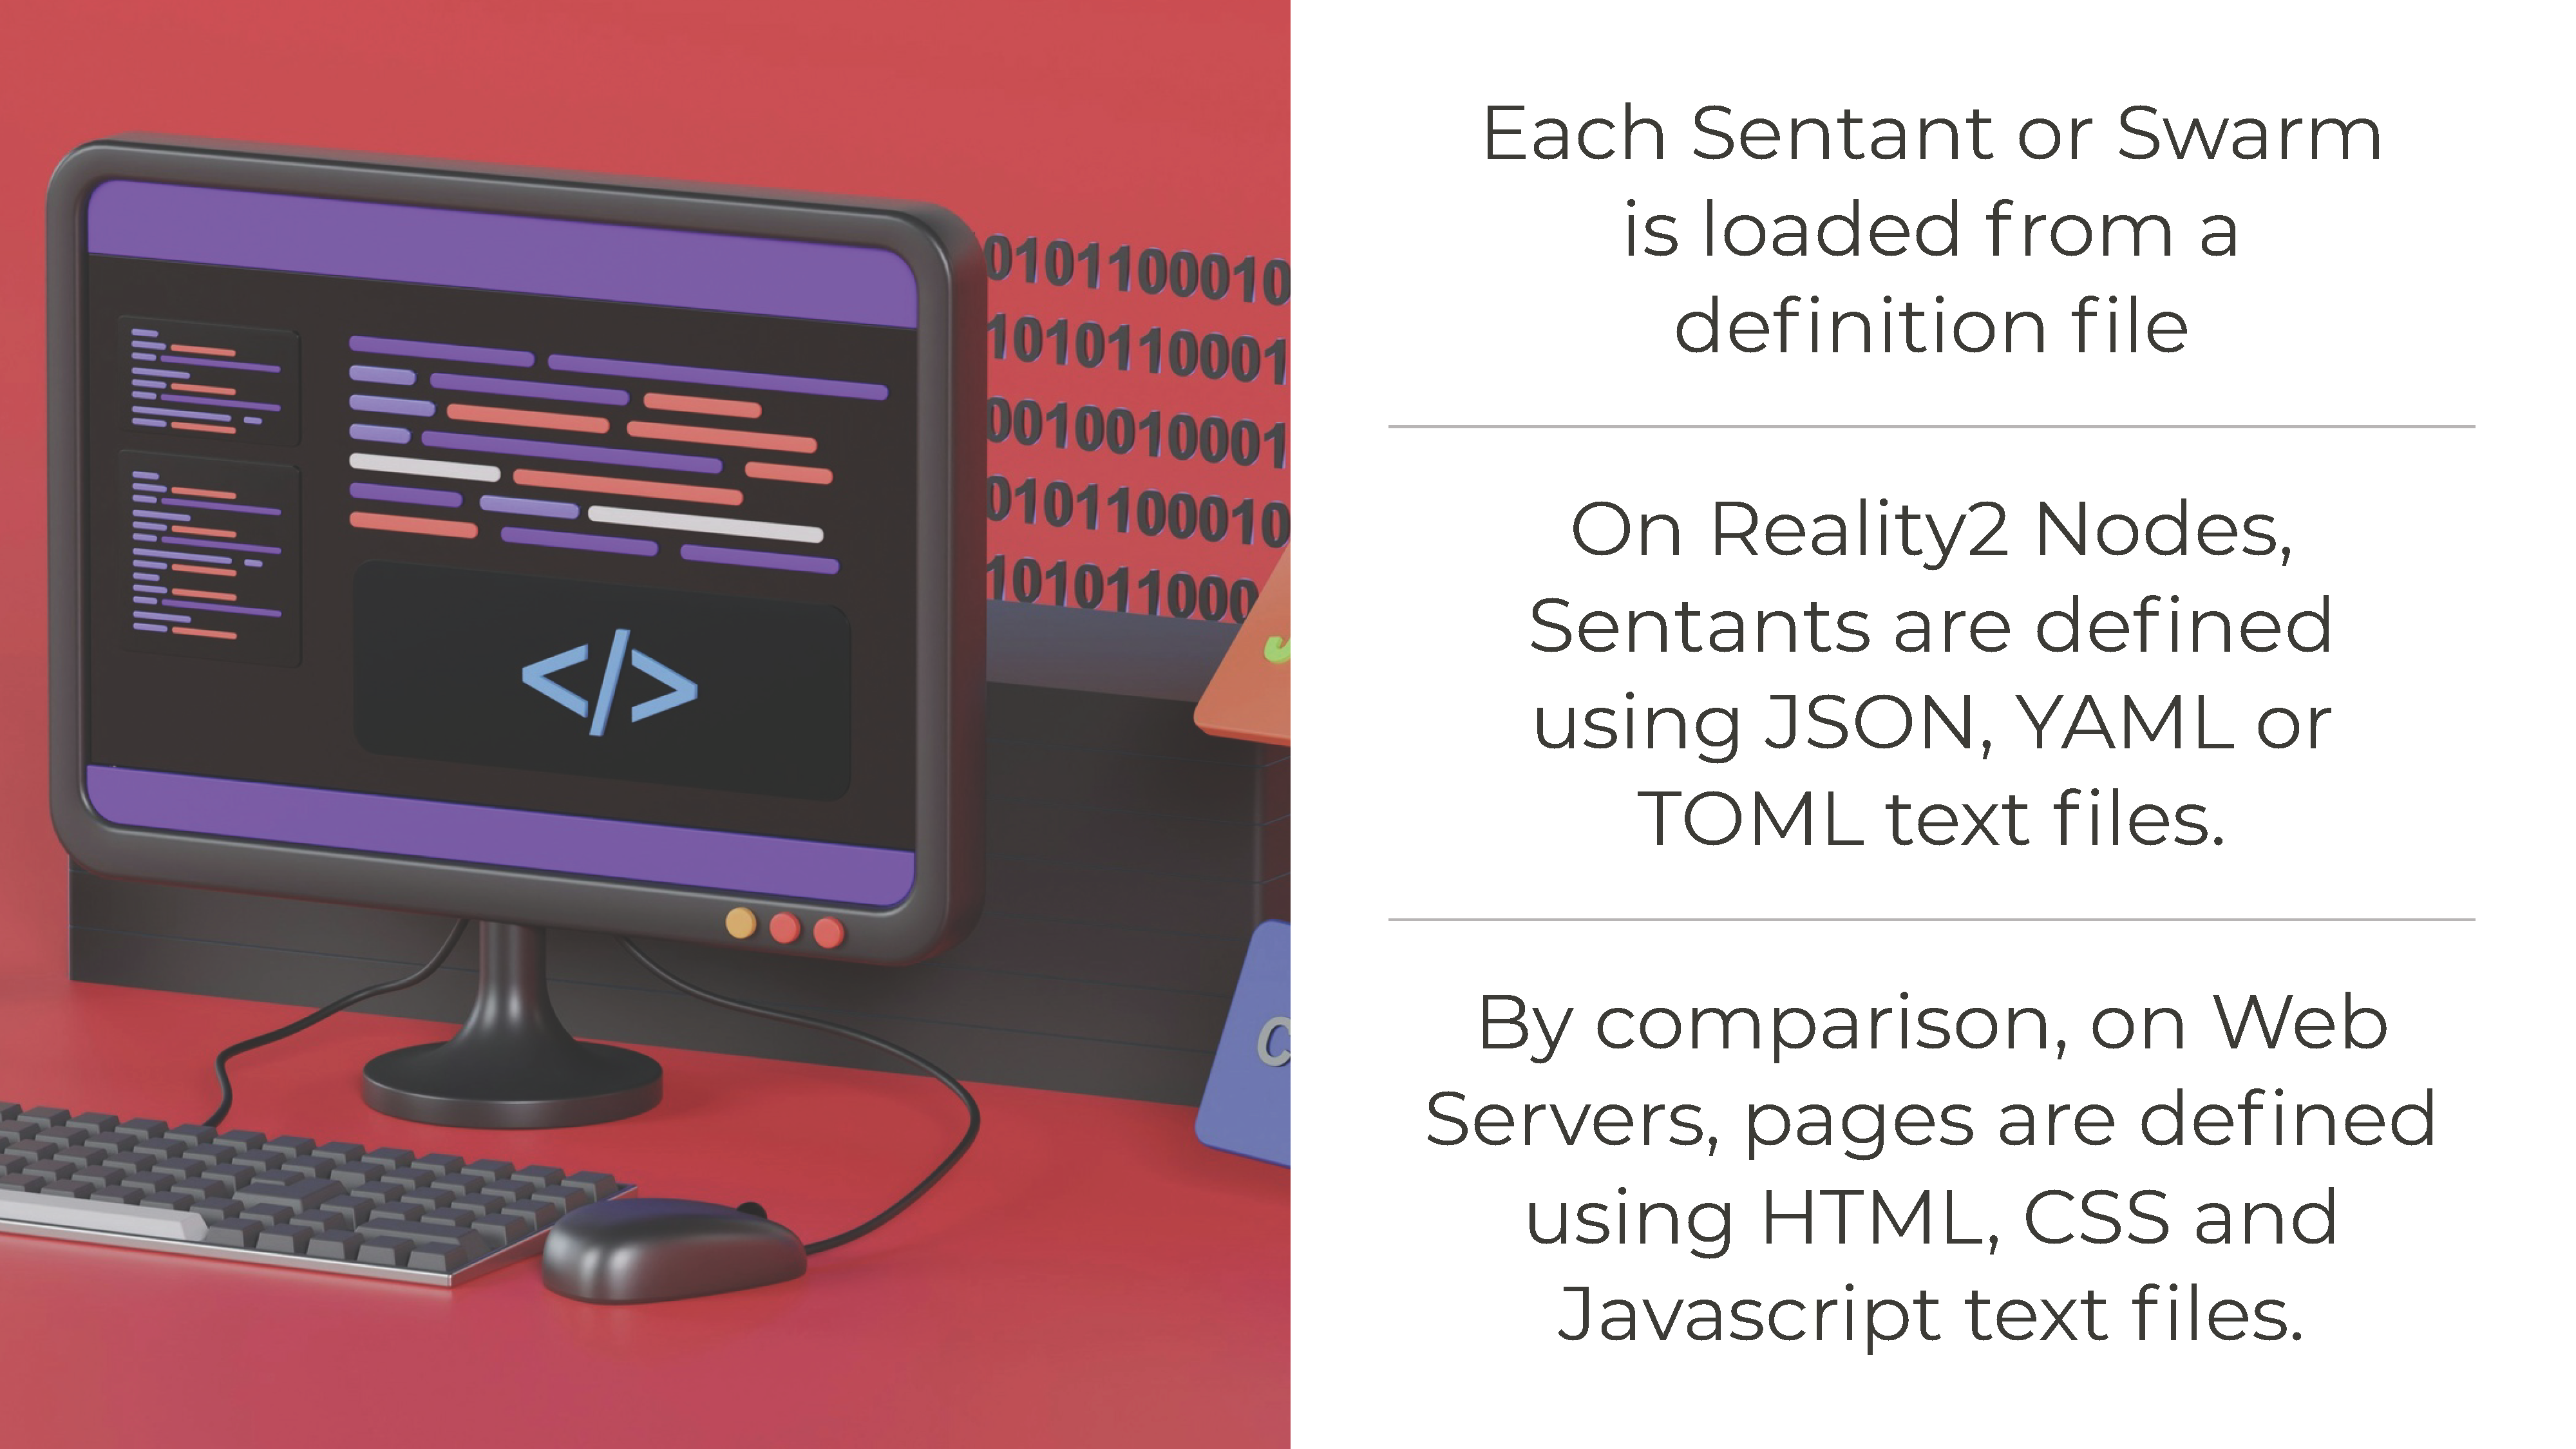 0101100010
1010110001
0010010001
0101100010
101011000
</>
Each Sentant or Swarm
is loaded from a
definition file
On Reality2 Nodes,
Sentants are defined
using JSON, YAML or
TOML text files.
By comparison, on Web
Servers, pages are defined
using HTML, CSS and
Javascript text files.